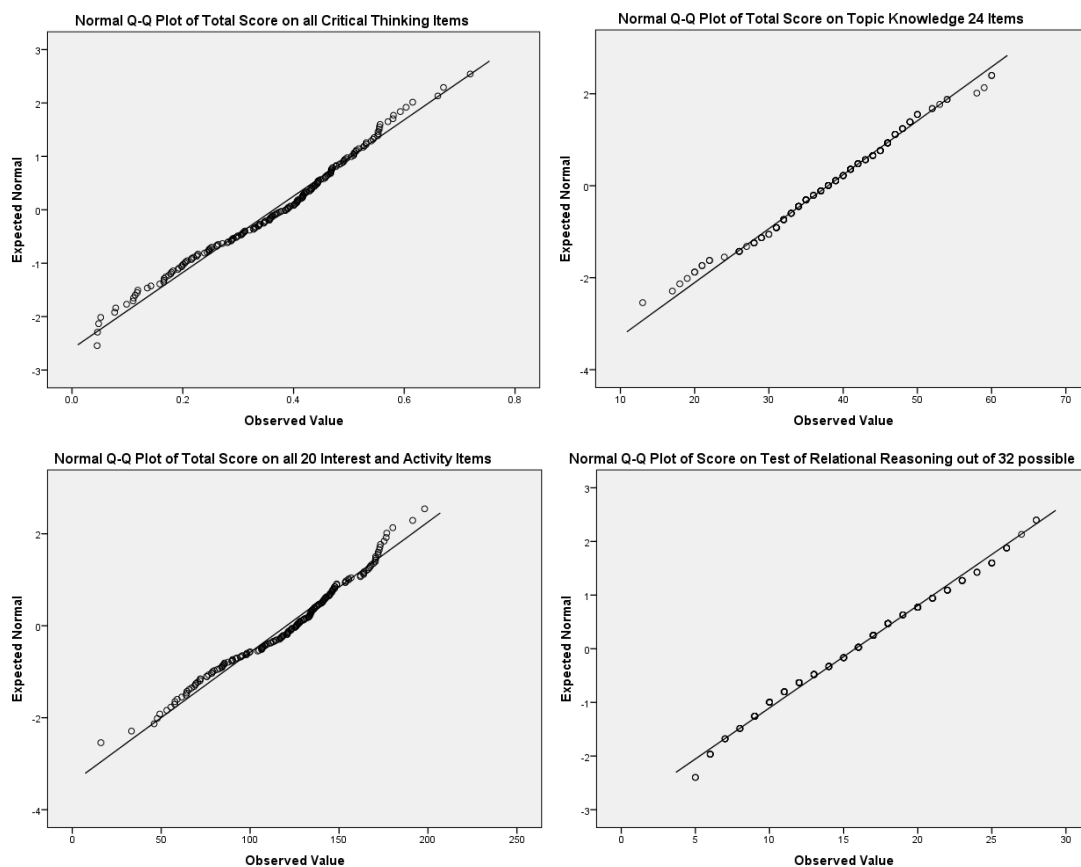 Normal Q-Q Plot of Total Score on all Critical Thinking Items
3
2
1
0
-1
-2
-3
Expected Normal
0.0 0.2 0.4 0.6 0.8
Observed Value
Normal Q-Q Plot of Total Score on Topic Knowledge 24 Items
2
0
-2
-4
Expected Normal
10 20 30 40 50 60 70
Observed Value
Normal Q-Q Plot of Total Score on all 20 Interest and Activity Items
2
0
-2
-4
Expected Normal
0 50 100 150 200 250
Observed Value
Normal Q-Q Plot of Score on Test of Relational Reasoning out of 32 possible
3
2
1
0
-1
-2
-3
Expected Normal
0 5 10 15 20 25 30
Observed Value